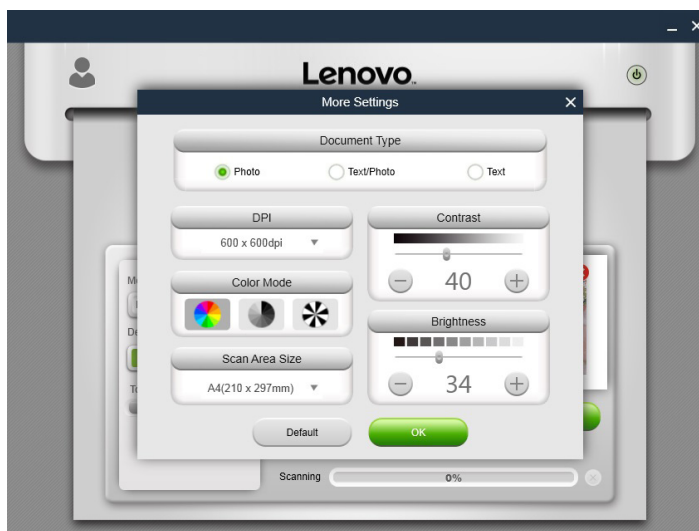 Lenovo
More Settings
Document Type
Photo Text/Photo Text
DPI
600 x 600dpi
Contrast
40
Color Mode
Brightness
34
Scan Area Size
A4(210 x 297mm)
Default OK
Scanning 0%